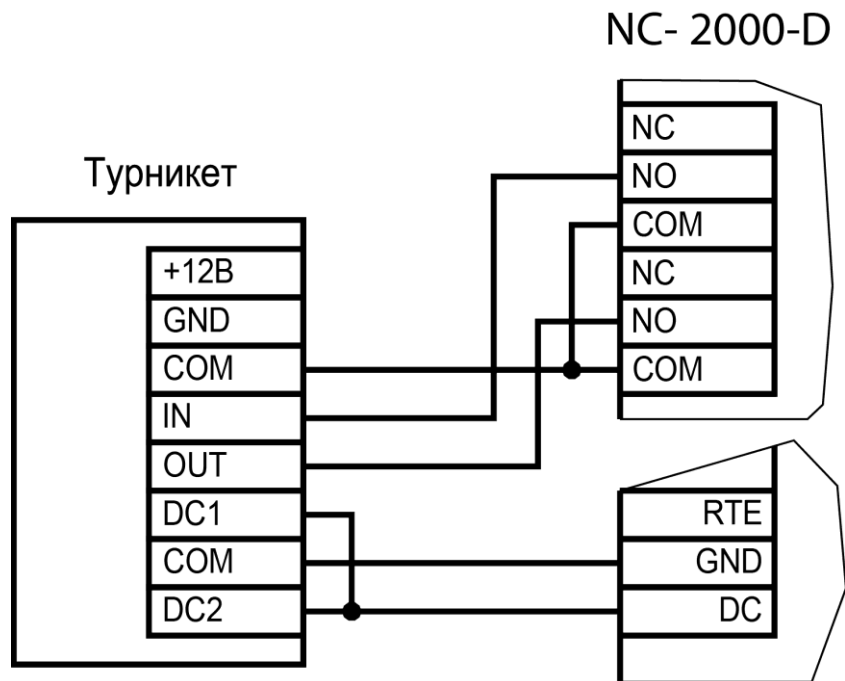 NC- 2000-D
NC
NO
COM
NC
NO
COM
Турникет
+12В
GND
COM
IN
OUT
DC1
COM
DC2
RTE
GND
DC